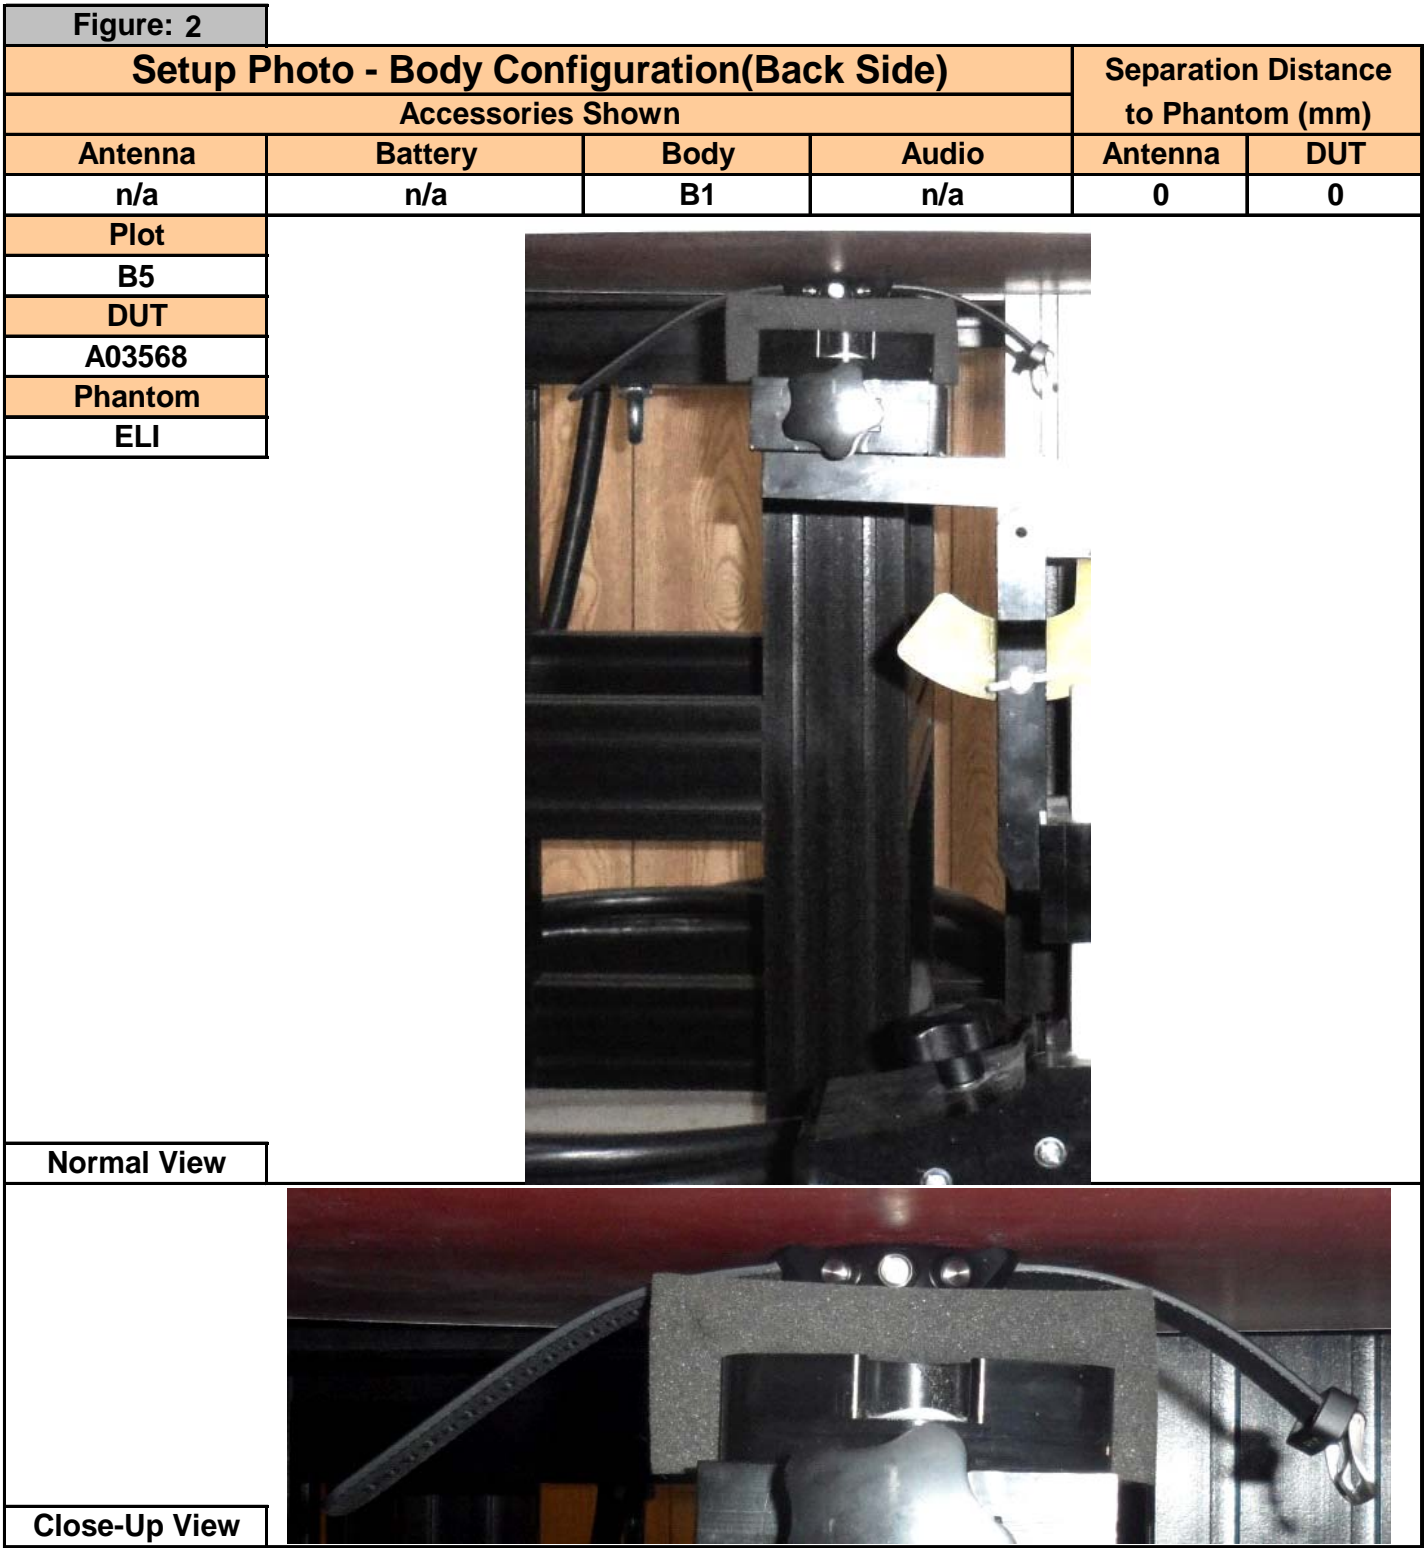 Figure: 2
Setup Photo - Body Configuration(Back Side)
Separation Distance
to Phantom (mm)
Accessories Shown
Antenna Battery Body Audio Antenna DUT
n/a n/a B1 n/a 0 0
Plot
B5
DUT
A03568
Phantom
ELI
Normal View
Close-Up View